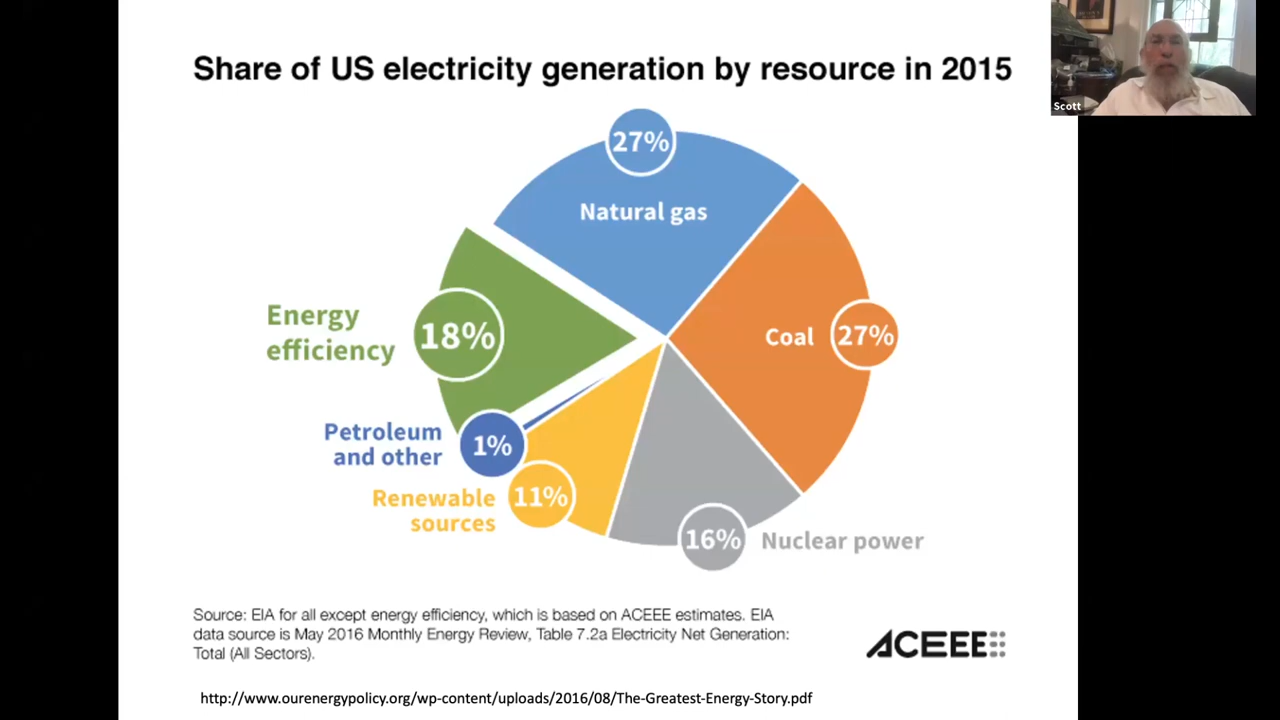 Share of US electricity generation by resource in 2015
Scott
27%
Natural gas
Coal
27%
Energy
efficiency
18%
Petroleum
and other
1%
Renewable
sources
11%
16%
Nuclear power
Source: EIA for all except energy efficiency, which is based on ACEEE estimates. EIA
data source is May 2016 Monthly Energy Review, Table 7.2a Electricity Net Generation:
Total (All Sectors).
ACEEE
http://www.ourenergypolicy.org/wp-content/uploads/2016/08/The-Greatest-Energy-Story.pdf